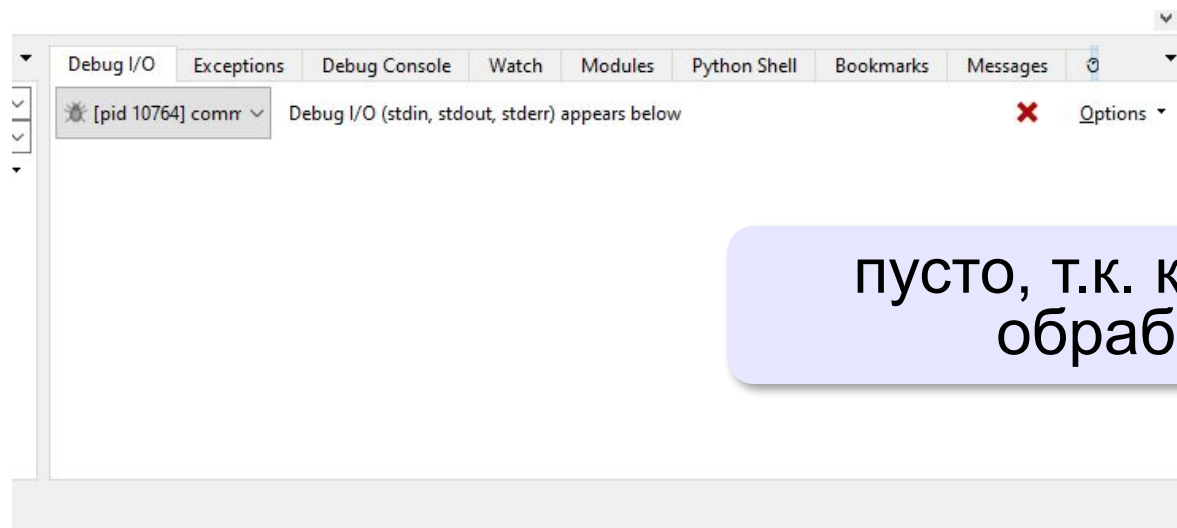 Debug I/O Exceptions Debug Console Watch Modules Python Shell Bookmarks Messages
[pid 10764] comm Debug I/O (stdin, stdout, stderr) appears below Options
пусто, т.к.